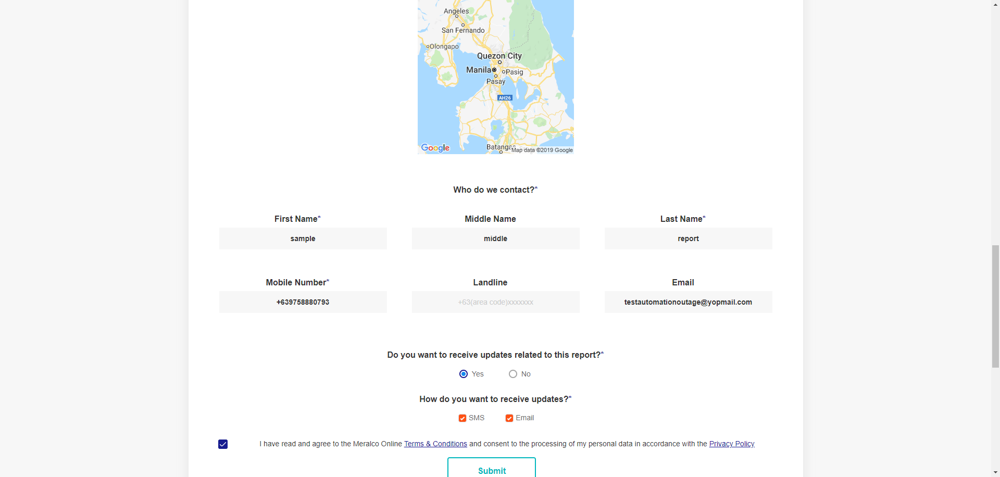 Angeles
San Fernando
Olongapo
Quezon City
Manila
Pasig
Pasay
AH26
Batangas
Google
Map data ©2019 Google
Who do we contact?*
First Name*
Middle Name
Last Name*
sample
middle
report
Mobile Number*
Landline
Email
+639758880793
+63(area code)xxxxxxx
testautomationoutage@yopmail.com
Do you want to receive updates related to this report?*
Yes
No
How do you want to receive updates?*
SMS
Email
I have read and agree to the Meralco Online Terms & Conditions and consent to the processing of my personal data in accordance with the Privacy Policy
Submit